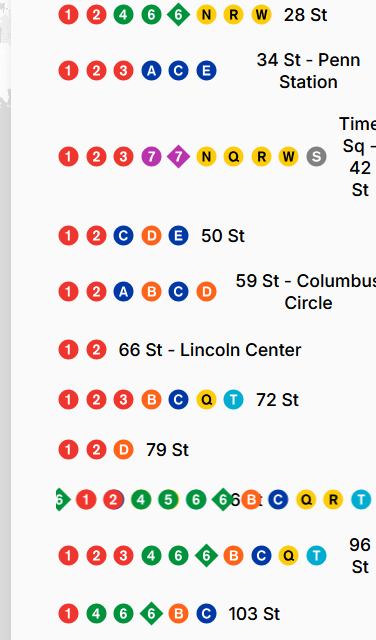 1 2 4 6 6 N R W 28 St
1 2 3 A C E 34 St - Penn
Station
Time
Sq -
1 2 3 7 7 N Q R W S 42
St
1 2 C D E 50 St
1 2 A B C D 59 St - Columbus
Circle
1 2 66 St - Lincoln Center
1 2 3 B C Q T 72 St
1 2 D 79 St
6 1 2 4 5 6 6 B C Q R T
1 2 3 4 6 6 B C Q T 96
St
1 4 6 6 B C 103 St